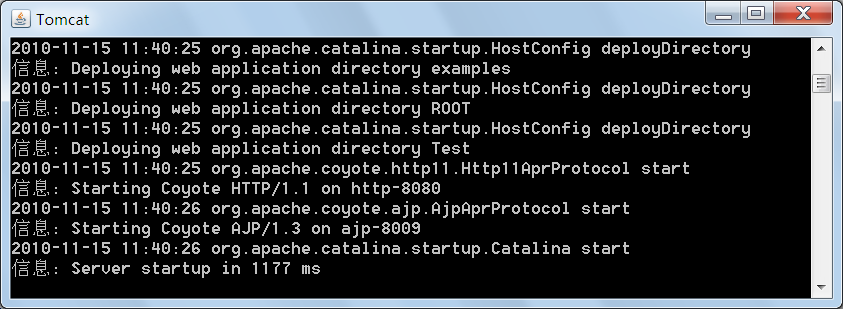 Tomcat
2010-11-15 11:40:25 org.apache.catalina.startup.HostConfig deployDirectory
信息: Deploying web application directory examples
2010-11-15 11:40:25 org.apache.catalina.startup.HostConfig deployDirectory
信息: Deploying web application directory ROOT
2010-11-15 11:40:25 org.apache.catalina.startup.HostConfig deployDirectory
信息: Deploying web application directory Test
2010-11-15 11:40:25 org.apache.coyote.http11.Http11AprProtocol start
信息: Starting Coyote HTTP/1.1 on http-8080
2010-11-15 11:40:26 org.apache.coyote.ajp.AjpAprProtocol start
信息: Starting Coyote AJP/1.3 on ajp-8009
2010-11-15 11:40:26 org.apache.catalina.startup.Catalina start
信息: Server startup in 1177 ms